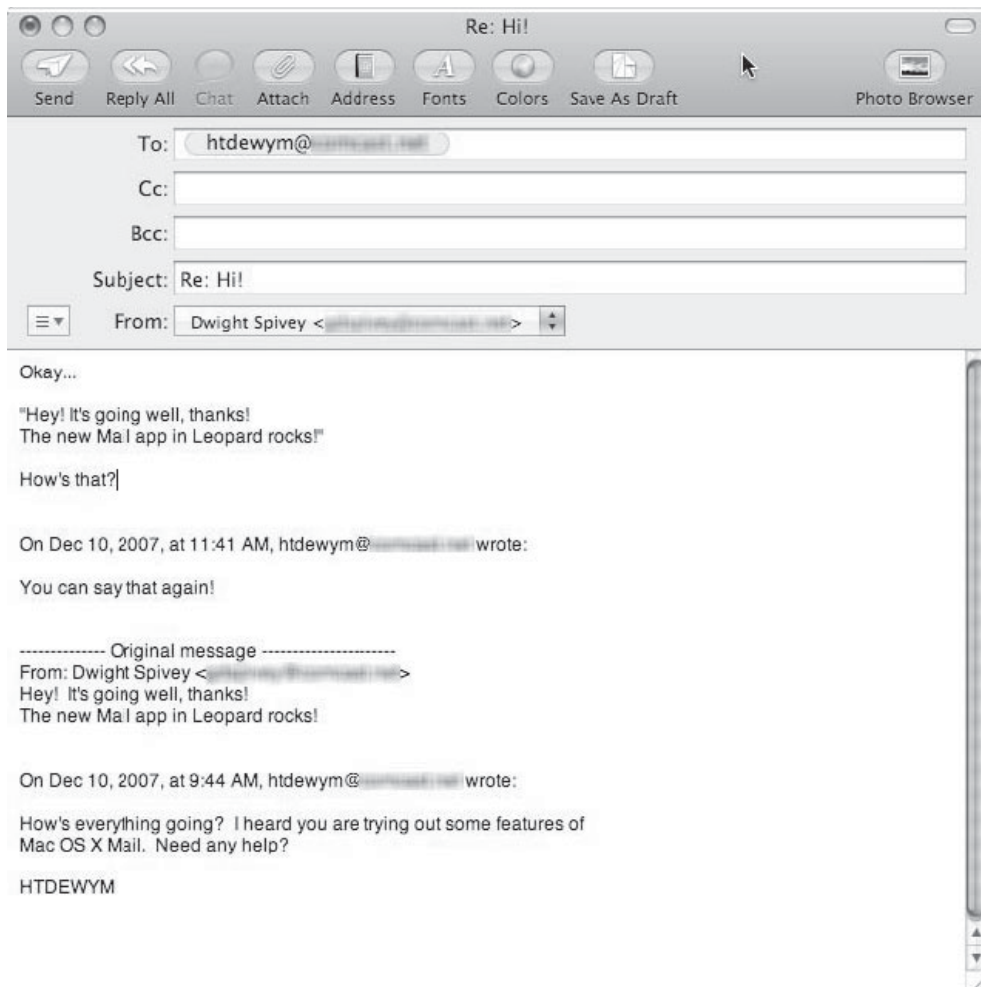 Re: Hi!
Send Reply All Chat Attach Address Fonts Colors Save As Draft Photo Browser
To: htdewym@
Cc:
Bcc:
Subject: Re: Hi!
From: Dwight Spivey < >
Okay...
"Hey! It's going well, thanks!
The new Mail app in Leopard rocks!"
How's that?
On Dec 10, 2007, at 11:41 AM, htdewym@ wrote:
You can say that again!
-------------- Original message ----------------------
From: Dwight Spivey < >
Hey! It's going well, thanks!
The new Mail app in Leopard rocks!
On Dec 10, 2007, at 9:44 AM, htdewym@ wrote:
How's everything going? I heard you are trying out some features of
Mac OS X Mail. Need any help?
HTDEWYM